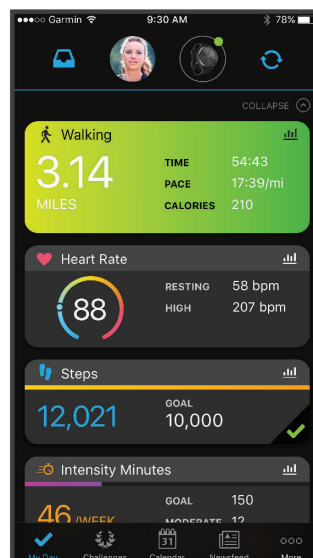 Garmin 9:30 AM 78%
COLLAPSE
Walking
3.14
MILES
TIME 54:43
PACE 17:39/mi
CALORIES 210
Heart Rate
88
RESTING 58 bpm
HIGH 207 bpm
Steps
12,021
GOAL
10,000
Intensity Minutes
46 /WEEK
GOAL 150
MODERATE 12
31
My Day Challenges Calendar Newsfeed More